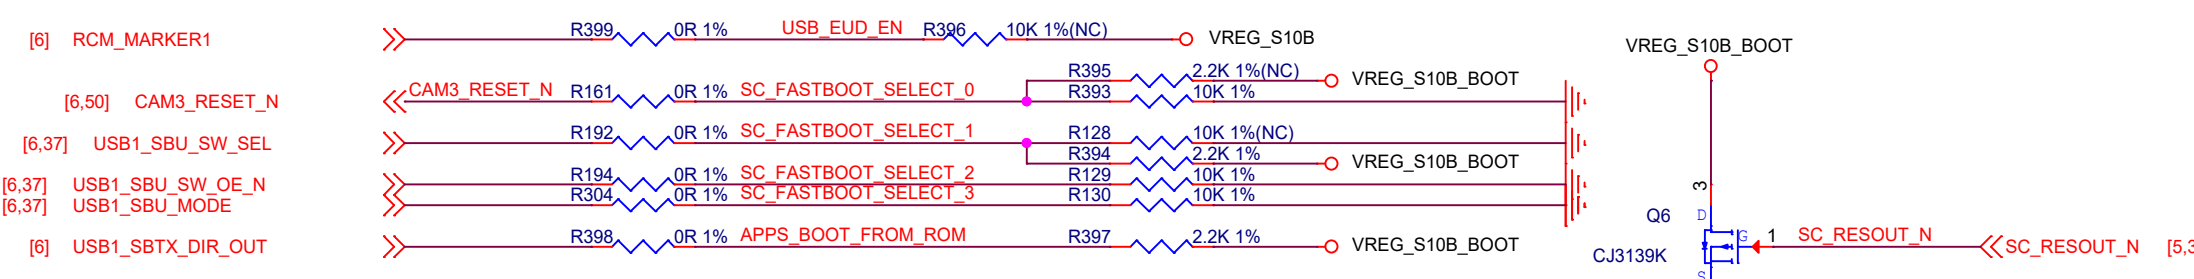 [6] RCM_MARKER1 R399 0R 1% USB_EUD_EN R396 10K 1%(NC) VREG_S10B
VREG_S10B_BOOT
R395 2.2K 1%(NC) VREG_S10B_BOOT
[6,50] CAM3_RESET_N CAM3_RESET_N R161 0R 1% SC_FASTBOOT_SELECT_0 R393 10K 1%
[6,37] USB1_SBU_SW_SEL R192 0R 1% SC_FASTBOOT_SELECT_1 R128 10K 1%(NC)
R394 2.2K 1% VREG_S10B_BOOT
[6,37] USB1_SBU_SW_OE_N R194 0R 1% SC_FASTBOOT_SELECT_2 R129 10K 1%
3
[6,37] USB1_SBU_MODE R304 0R 1% SC_FASTBOOT_SELECT_3 R130 10K 1%
Q6 D
[6] USB1_SBTX_DIR_OUT R398 0R 1% APPS_BOOT_FROM_ROM R397 2.2K 1% VREG_S10B_BOOT
G 1 SC_RESOUT_N SC_RESOUT_N [5,3
CJ3139K
S